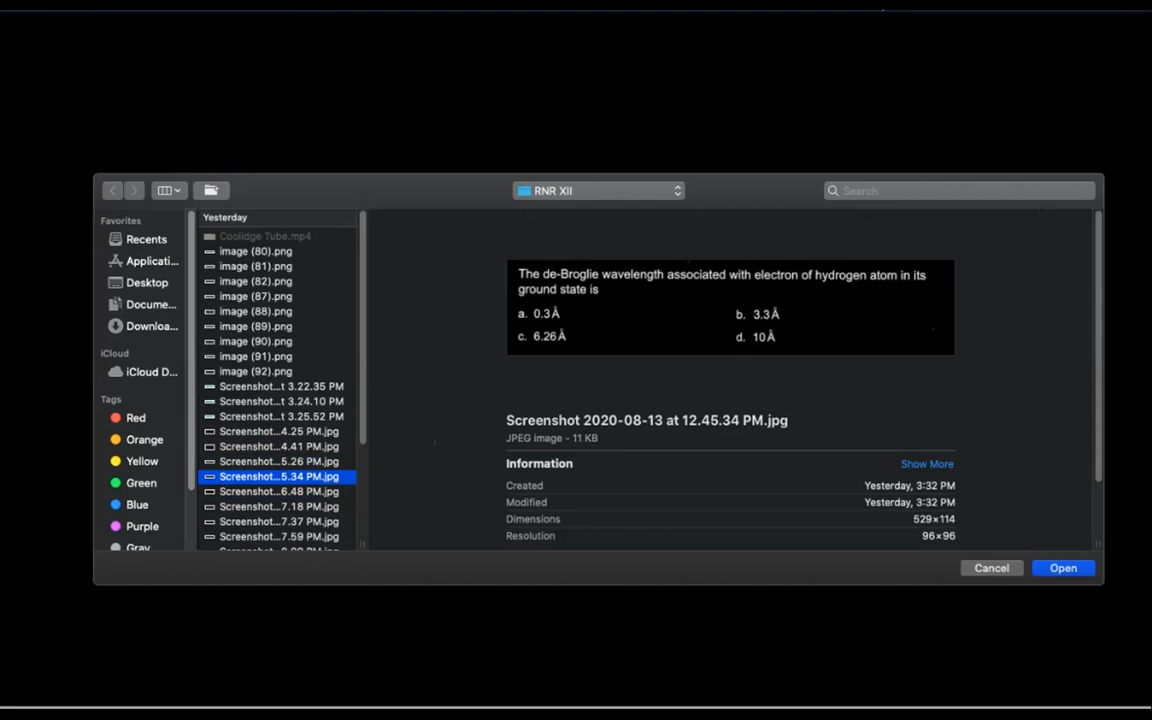 RNR XII
Search
Favorites
Recents
Applicati...
Desktop
Docume...
Downloa...
iCloud
iCloud D...
Tags
Red
Orange
Yellow
Green
Blue
Purple
Gray
Yesterday
Coolidge Tube.mp4
image (80).png
image (81).png
image (82).png
image (87).png
image (88).png
image (89).png
image (90).png
image (91).png
image (92).png
Screenshot...t 3.22.35 PM
Screenshot...t 3.24.10 PM
Screenshot...t 3.25.52 PM
Screenshot...4.25 PM.jpg
Screenshot...4.41 PM.jpg
Screenshot...5.26 PM.jpg
Screenshot...5.34 PM.jpg
Screenshot...6.48 PM.jpg
Screenshot...7.18 PM.jpg
Screenshot...7.37 PM.jpg
Screenshot...7.59 PM.jpg
The de-Broglie wavelength associated with electron of hydrogen atom in its
ground state is
a. 0.3Å b. 3.3Å
c. 6.26Å d. 10Å
Screenshot 2020-08-13 at 12.45.34 PM.jpg
JPEG image - 11 KB
Information Show More
Created Yesterday, 3:32 PM
Modified Yesterday, 3:32 PM
Dimensions 529×114
Resolution 96×96
Cancel Open